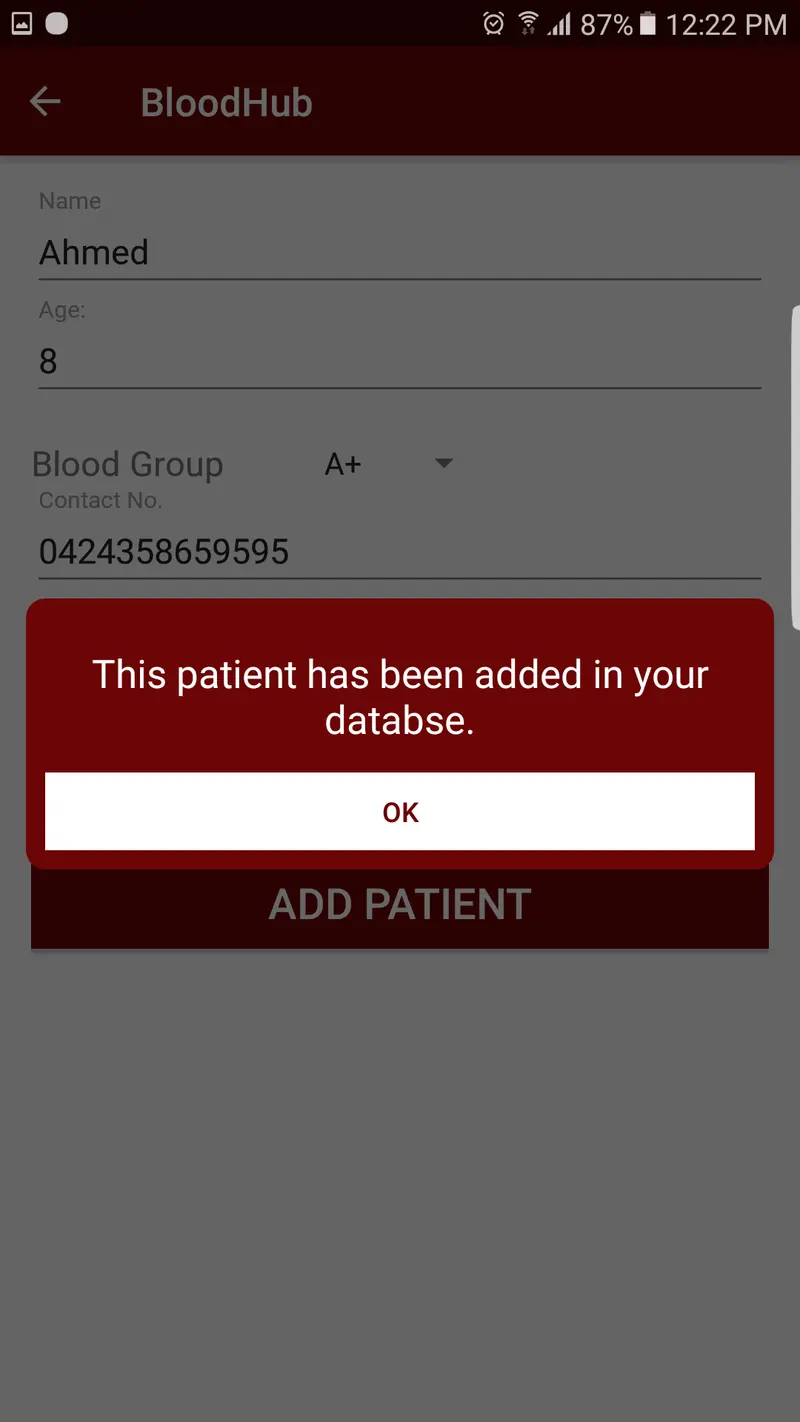 87% 12:22 PM
BloodHub
Name
Ahmed
Age:
8
Blood Group A+
Contact No.
0424358659595
This patient has been added in your
databse.
OK
ADD PATIENT